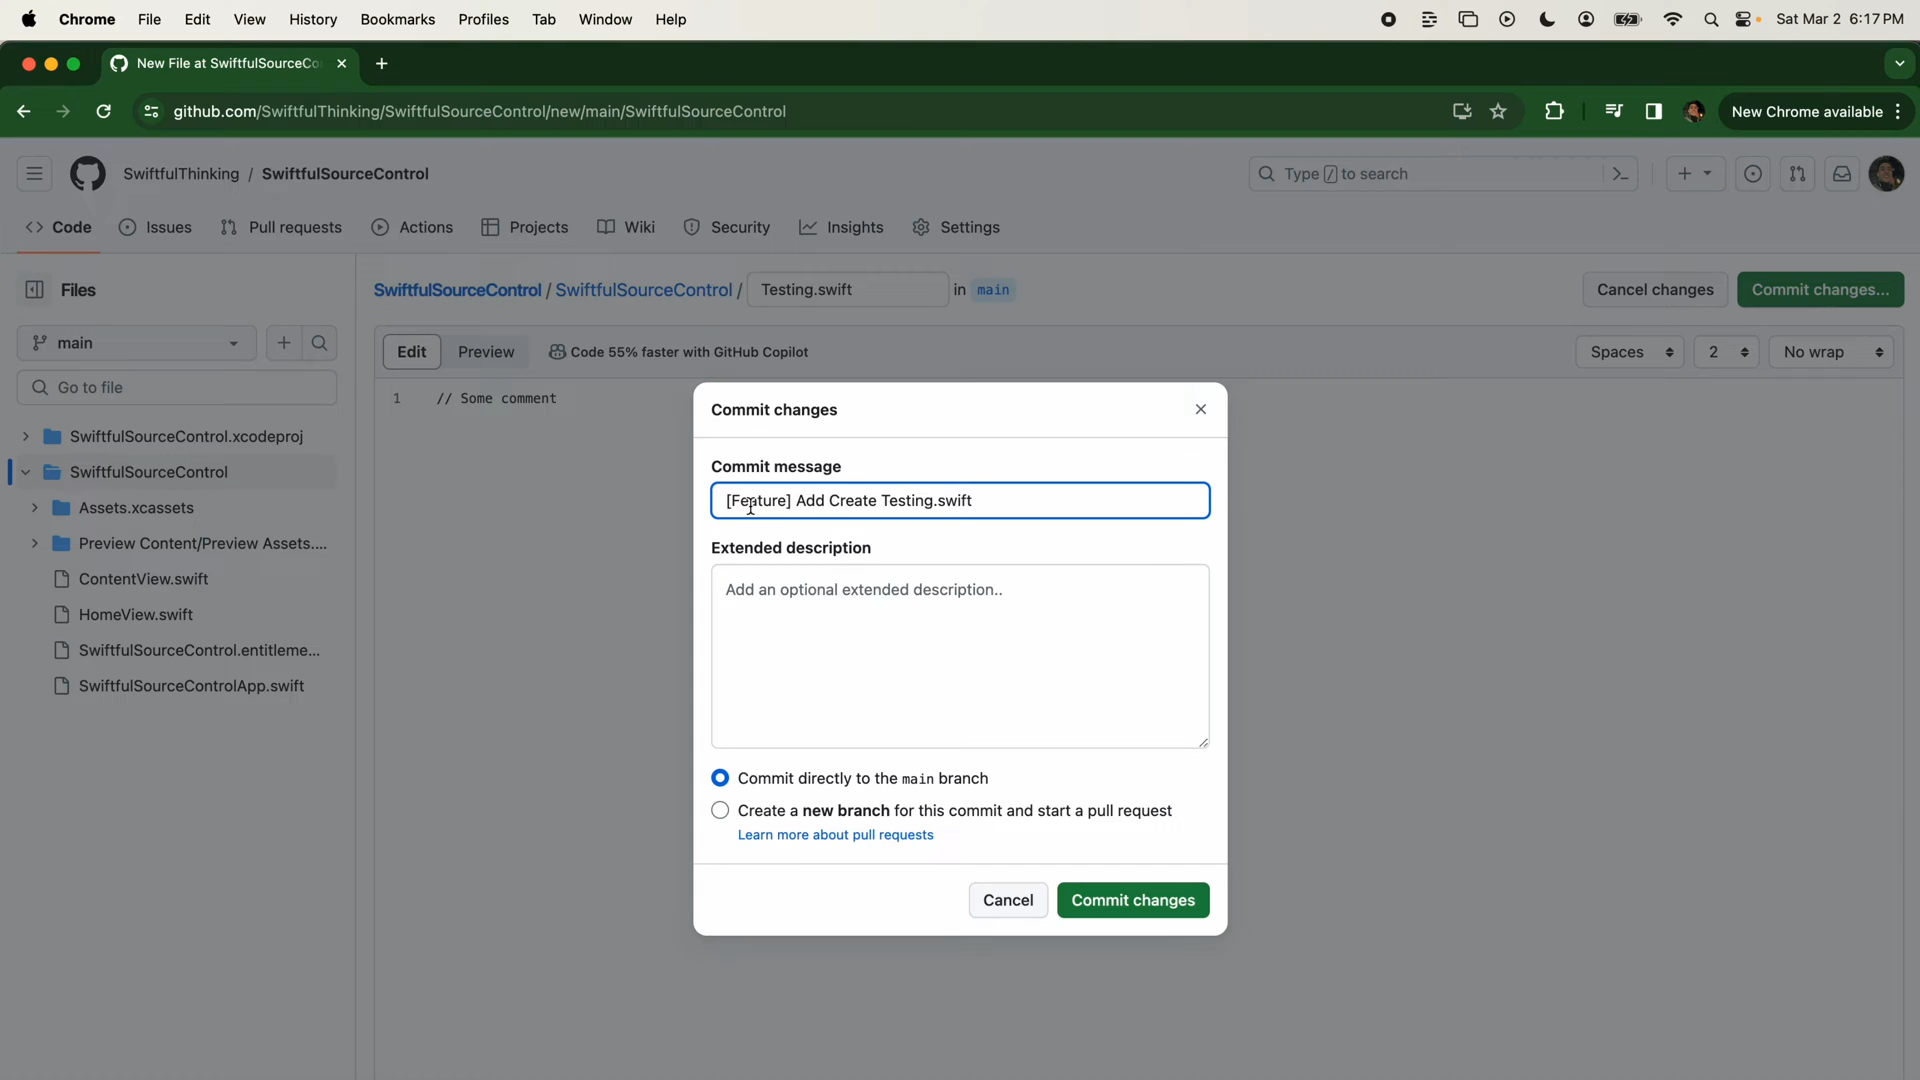 Chrome File Edit View History Bookmarks Profiles Tab Window Help Sat Mar 2 6:17 PM
New File at SwiftfulSourceCo
github.com/SwiftfulThinking/SwiftfulSourceControl/new/main/SwiftfulSourceControl New Chrome available
SwiftfulThinking / SwiftfulSourceControl Type / to search
Code Issues Pull requests Actions Projects Wiki Security Insights Settings
Files SwiftfulSourceControl / SwiftfulSourceControl / Testing.swift in main Cancel changes Commit changes...
main Edit Preview Code 55% faster with GitHub Copilot Spaces 2 No wrap
Go to file
1 // Some comment
SwiftfulSourceControl.xcodeproj
SwiftfulSourceControl
Assets.xcassets
Preview Content/Preview Assets....
ContentView.swift
HomeView.swift
SwiftfulSourceControl.entitleme...
SwiftfulSourceControlApp.swift
Commit changes
Commit message
[Feature] Add Create Testing.swift
Extended description
Add an optional extended description..
Commit directly to the main branch
Create a new branch for this commit and start a pull request
Learn more about pull requests
Cancel Commit changes